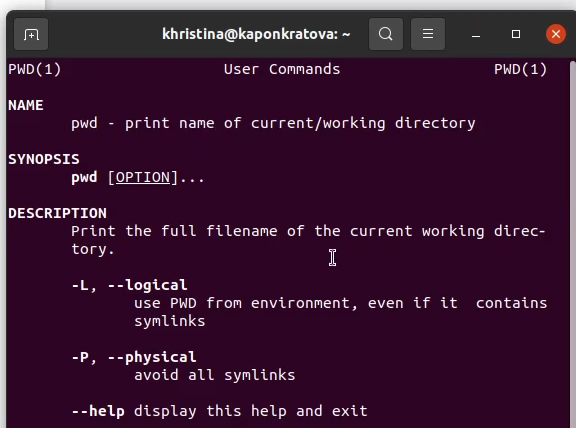 khristina@kaponkratova: ~
PWD(1) User Commands PWD(1)
NAME
pwd - print name of current/working directory
SYNOPSIS
pwd [OPTION]...
DESCRIPTION
Print the full filename of the current working direc-
tory.
-L, --logical
use PWD from environment, even if it contains
symlinks
-P, --physical
avoid all symlinks
--help display this help and exit